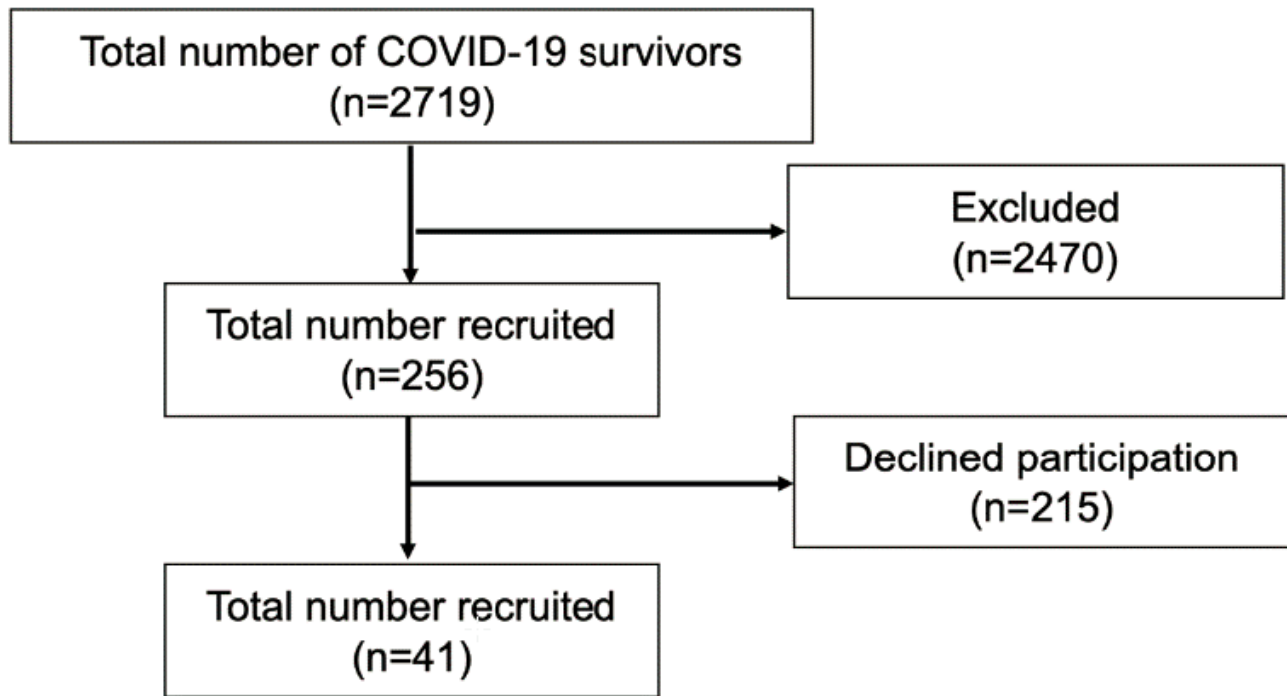 Total number of COVID-19 survivors
(n=2719)
Excluded
(n=2470)
Total number recruited
(n=256)
Declined participation
(n=215)
Total number recruited
(n=41)